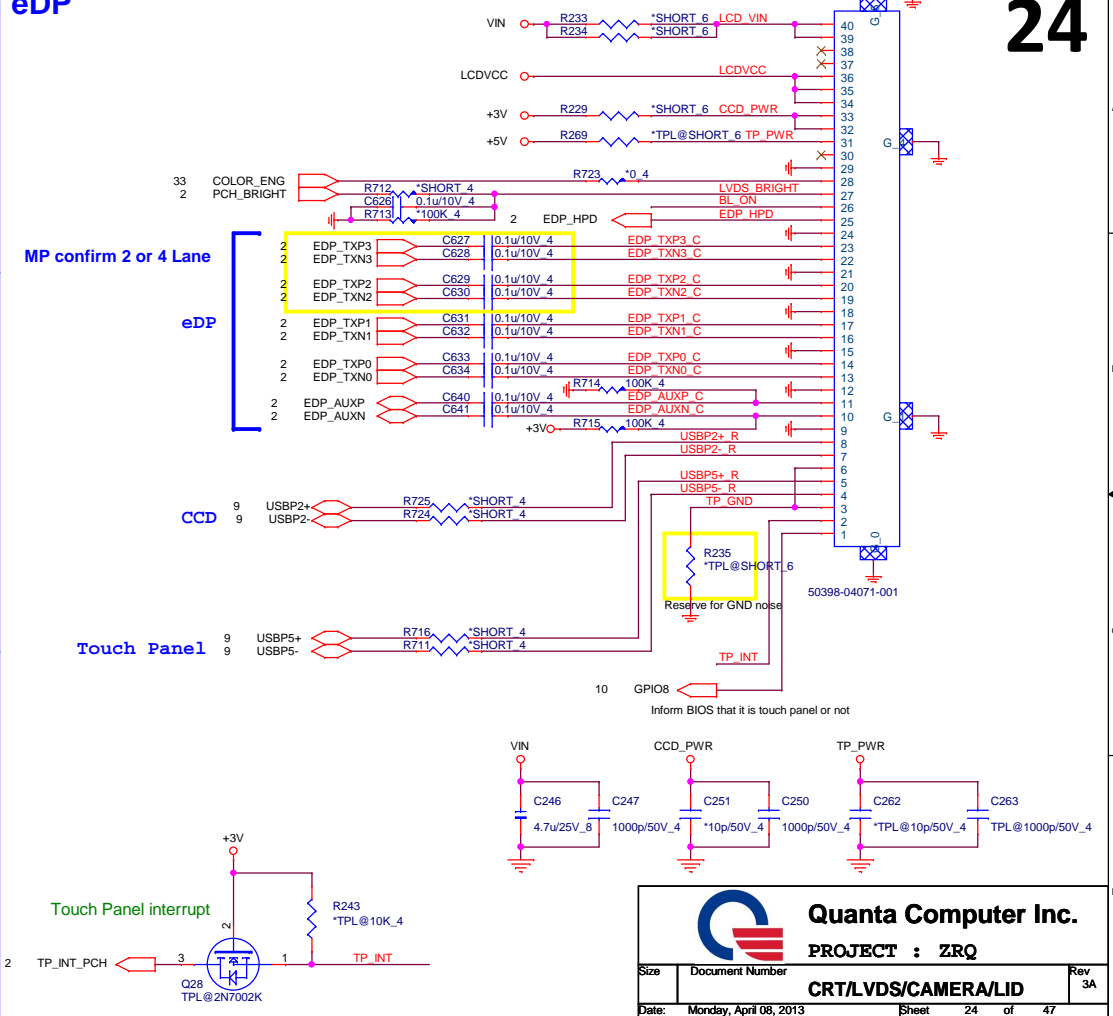 eDP
24
VIN
R233
*SHORT_6
LCD_VIN
R234
*SHORT_6
LCDVCC
LCDVCC
+3V
R229
*SHORT_6
CCD_PWR
+5V
R269
*TPL@SHORT_6
TP_PWR
33
COLOR_ENG
R723
*0_4
2
PCH_BRIGHT
R712
*SHORT_4
LVDS_BRIGHT
C626
0.1u/10V_4
BL_ON
R713
*100K_4
2
EDP_HPD
EDP_HPD
MP confirm 2 or 4 Lane
eDP
2
EDP_TXP3
C627
0.1u/10V_4
EDP_TXP3_C
2
EDP_TXN3
C628
0.1u/10V_4
EDP_TXN3_C
2
EDP_TXP2
C629
0.1u/10V_4
EDP_TXP2_C
2
EDP_TXN2
C630
0.1u/10V_4
EDP_TXN2_C
2
EDP_TXP1
C631
0.1u/10V_4
EDP_TXP1_C
2
EDP_TXN1
C632
0.1u/10V_4
EDP_TXN1_C
2
EDP_TXP0
C633
0.1u/10V_4
EDP_TXP0_C
2
EDP_TXN0
C634
0.1u/10V_4
EDP_TXN0_C
R714
100K_4
2
EDP_AUXP
C640
0.1u/10V_4
EDP_AUXP_C
2
EDP_AUXN
C641
0.1u/10V_4
EDP_AUXN_C
+3V
R715
100K_4
USBP2+_R
USBP2-_R
USBP5+_R
USBP5-_R
TP_GND
CCD
9
USBP2+
R725
*SHORT_4
9
USBP2-
R724
*SHORT_4
R235
*TPL@SHORT_6
Reserve for GND noise
Touch Panel
9
USBP5+
R716
*SHORT_4
9
USBP5-
R711
*SHORT_4
TP_INT
10
GPIO8
Inform BIOS that it is touch panel or not
40
39
38
37
36
35
34
33
32
31
30
29
28
27
26
25
24
23
22
21
20
19
18
17
16
15
14
13
12
11
10
9
8
7
6
5
4
3
2
1
50398-04071-001
VIN
C246
4.7u/25V_8
C247
1000p/50V_4
CCD_PWR
C251
*10p/50V_4
C250
1000p/50V_4
TP_PWR
C262
*TPL@10p/50V_4
C263
TPL@1000p/50V_4
+3V
Touch Panel interrupt
R243
*TPL@10K_4
2
2
TP_INT_PCH
3
1
TP_INT
Q28
TPL@2N7002K
Quanta Computer Inc.
PROJECT : ZRQ
Size
Document Number
Rev
CRT/LVDS/CAMERA/LID
3A
Date:
Monday, April 08, 2013
Sheet
24
of
47